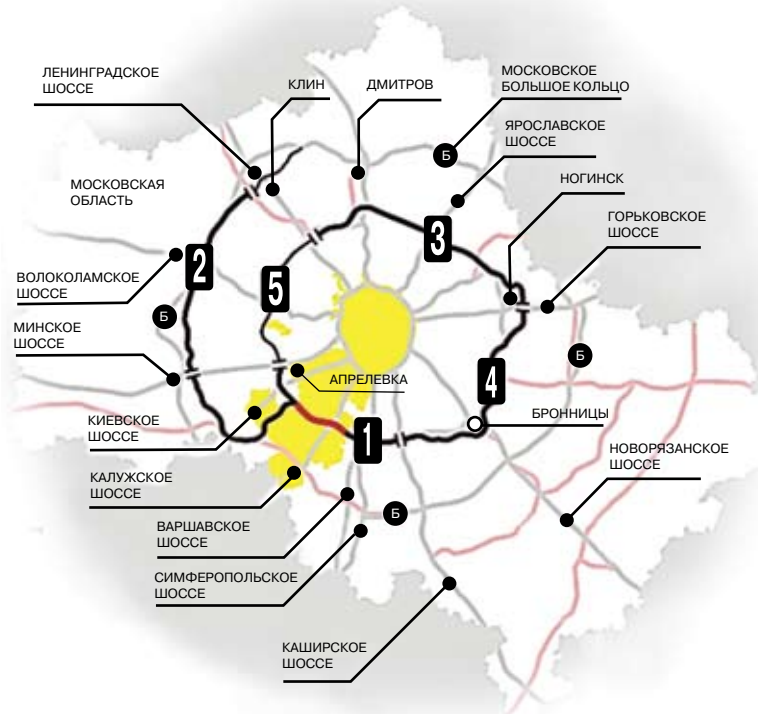 ЛЕНИНГРАДСКОЕ
ШОССЕ
КЛИН
ДМИТРОВ
МОСКОВСКОЕ
БОЛЬШОЕ КОЛЬЦО
Б
ЯРОСЛАВСКОЕ
ШОССЕ
МОСКОВСКАЯ
ОБЛАСТЬ
НОГИНСК
ГОРЬКОВСКОЕ
ШОССЕ
3
2
5
ВОЛОКОЛАМСКОЕ
ШОССЕ
Б
МИНСКОЕ
ШОССЕ
Б
4
АПРЕЛЕВКА
КИЕВСКОЕ
ШОССЕ
1
БРОННИЦЫ
НОВОРЯЗАНСКОЕ
ШОССЕ
КАЛУЖСКОЕ
ШОССЕ
Б
ВАРШАВСКОЕ
ШОССЕ
СИМФЕРОПОЛЬСКОЕ
ШОССЕ
КАШИРСКОЕ
ШОССЕ